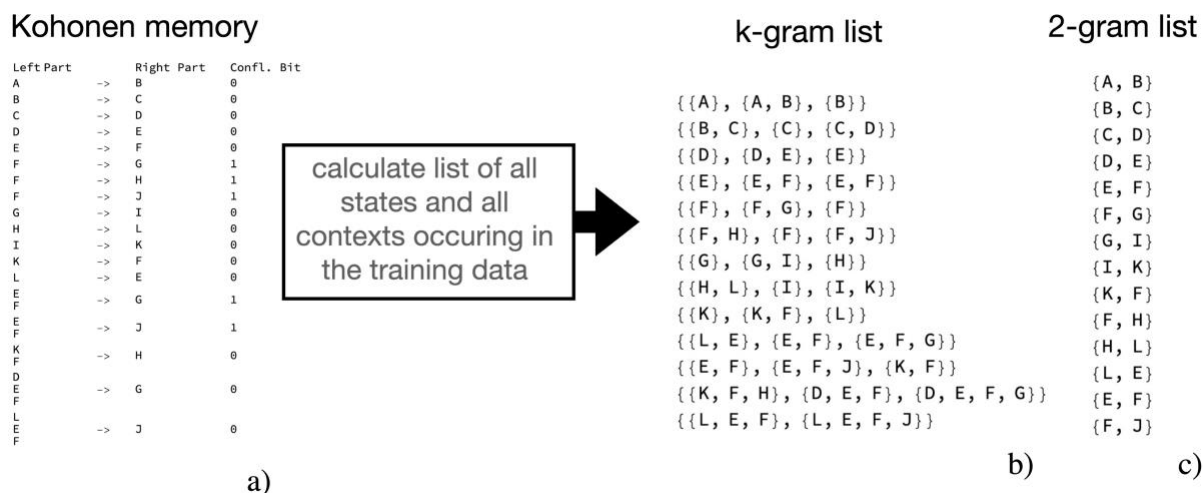 Kohonen memory
Left Part Right Part Confl. Bit
A -> B 0
B -> C 0
C -> D 0
D -> E 0
E -> F 0
F -> G 1
F -> H 1
F -> J 1
G -> I 0
H -> L 0
I -> K 0
K -> F 0
L -> E 0
E
F -> G 1
E
F -> J 1
K
F -> H 0
D
E -> G 0
F
L
E -> J 0
F
a)
calculate list of all
states and all
contexts occuring in
the training data
k-gram list
{{A}, {A, B}, {B}}
{{B, C}, {C}, {C, D}}
{{D}, {D, E}, {E}}
{{E}, {E, F}, {E, F}}
{{F}, {F, G}, {F}}
{{F, H}, {F}, {F, J}}
{{G}, {G, I}, {H}}
{{H, L}, {I}, {I, K}}
{{K}, {K, F}, {L}}
{{L, E}, {E, F}, {E, F, G}}
{{E, F}, {E, F, J}, {K, F}}
{{K, F, H}, {D, E, F}, {D, E, F, G}}
{{L, E, F}, {L, E, F, J}}
b)
2-gram list
{A, B}
{B, C}
{C, D}
{D, E}
{E, F}
{F, G}
{G, I}
{I, K}
{K, F}
{F, H}
{H, L}
{L, E}
{E, F}
{F, J}
c)